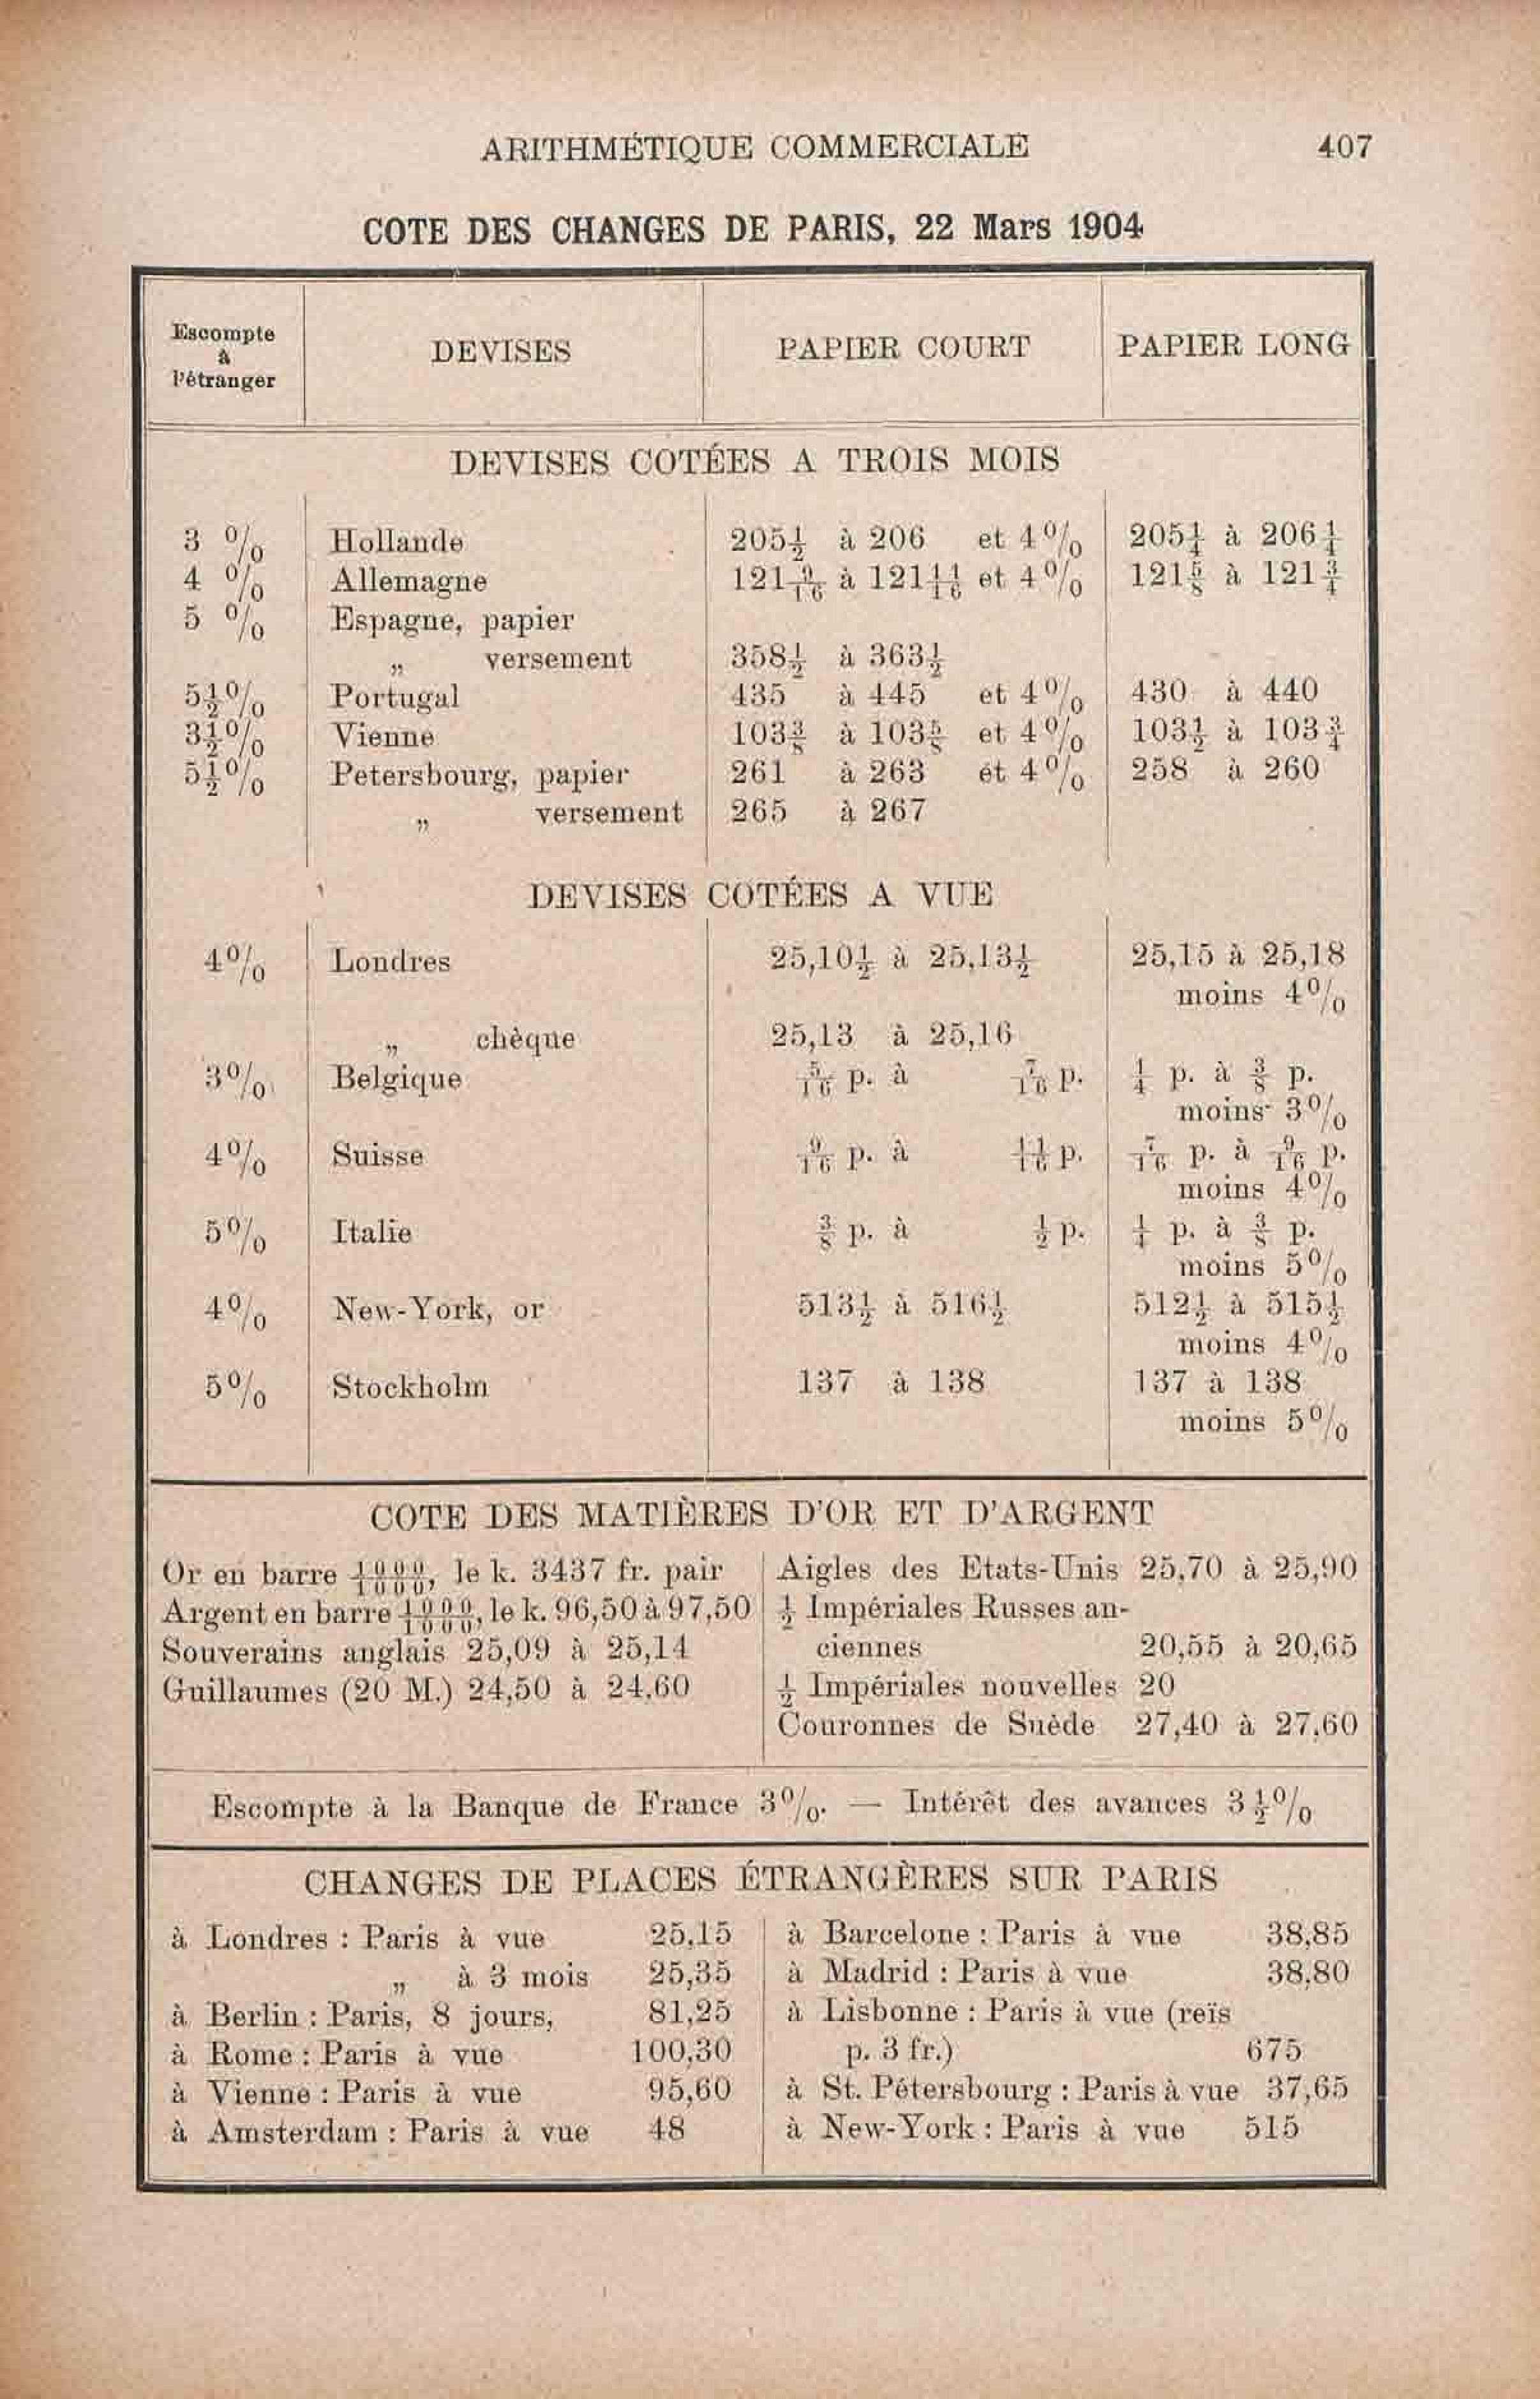 ARITHMÉTIQUE COMMERCIALE 407
COTE DES CHANGES DE PARIS, 22 Mars 1904
Escompte à l'étranger DEVISES PAPIER COURT PAPIER LONG
DEVISES COTÉES A TROIS MOIS
3 % Hollande 205½ à 206 et 4% 205¼ à 206¼
4 % Allemagne 121 9/16 à 121 11/16 et 4% 121⅝ à 121¾
5 % Espagne, papier
„ versement 358½ à 363½
5½% Portugal 435 à 445 et 4% 430 à 440
3½% Vienne 103⅜ à 103⅝ et 4% 103½ à 103¾
5½% Petersbourg, papier 261 à 263 et 4% 258 à 260
„ versement 265 à 267
DEVISES COTÉES A VUE
4% Londres 25,10½ à 25,13½ 25,15 à 25,18
moins 4%
„ chèque 25,13 à 25,16
3% Belgique 5/16 p. à 7/16 p. ¼ p. à ⅜ p.
moins 3%
4% Suisse 9/16 p. à 11/16 p. 7/16 p. à 9/16 p.
moins 4%
5% Italie ⅜ p. à ½ p. ¼ p. à ⅜ p.
moins 5%
4% New-York, or 513½ à 516½ 512½ à 515½
moins 4%
5% Stockholm 137 à 138 137 à 138
moins 5%
COTE DES MATIÈRES D'OR ET D'ARGENT
Or en barre 1000/1000, le k. 3437 fr. pair
Argent en barre 1000/1000, le k. 96,50 à 97,50
Souverains anglais 25,09 à 25,14
Guillaumes (20 M.) 24,50 à 24,60
Aigles des Etats-Unis 25,70 à 25,90
½ Impériales Russes an-
ciennes 20,55 à 20,65
½ Impériales nouvelles 20
Couronnes de Suède 27,40 à 27,60
Escompte à la Banque de France 3%. — Intérêt des avances 3½%
CHANGES DE PLACES ÉTRANGÈRES SUR PARIS
à Londres : Paris à vue 25,15
„ à 3 mois 25,35
à Berlin : Paris, 8 jours, 81,25
à Rome : Paris à vue 100,30
à Vienne : Paris à vue 95,60
à Amsterdam : Paris à vue 48
à Barcelone : Paris à vue 38,85
à Madrid : Paris à vue 38,80
à Lisbonne : Paris à vue (reïs
p. 3 fr.) 675
à St. Pétersbourg : Paris à vue 37,65
à New-York : Paris à vue 515